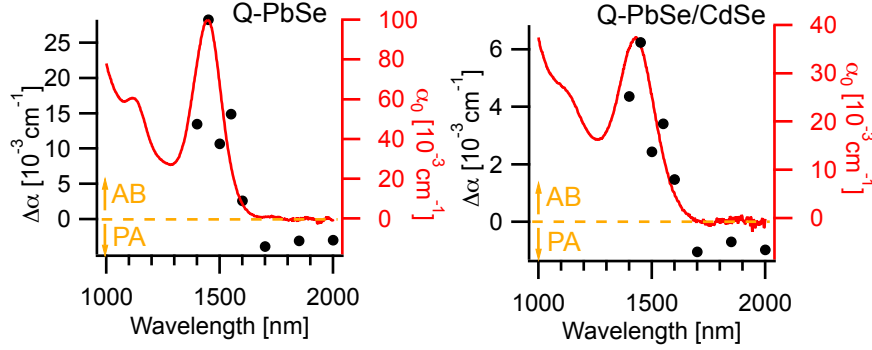 Q-PbSe
Δα [10⁻³cm⁻¹]
25
20
15
10
5
0
AB
PA
100
80
60
40
20
0
α₀ [10⁻³cm⁻¹]
1000
1500
2000
Wavelength [nm]
Q-PbSe/CdSe
Δα [10⁻³cm⁻¹]
6
4
2
0
AB
PA
40
30
20
10
0
α₀ [10⁻³ cm⁻¹]
1000
1500
2000
Wavelength [nm]